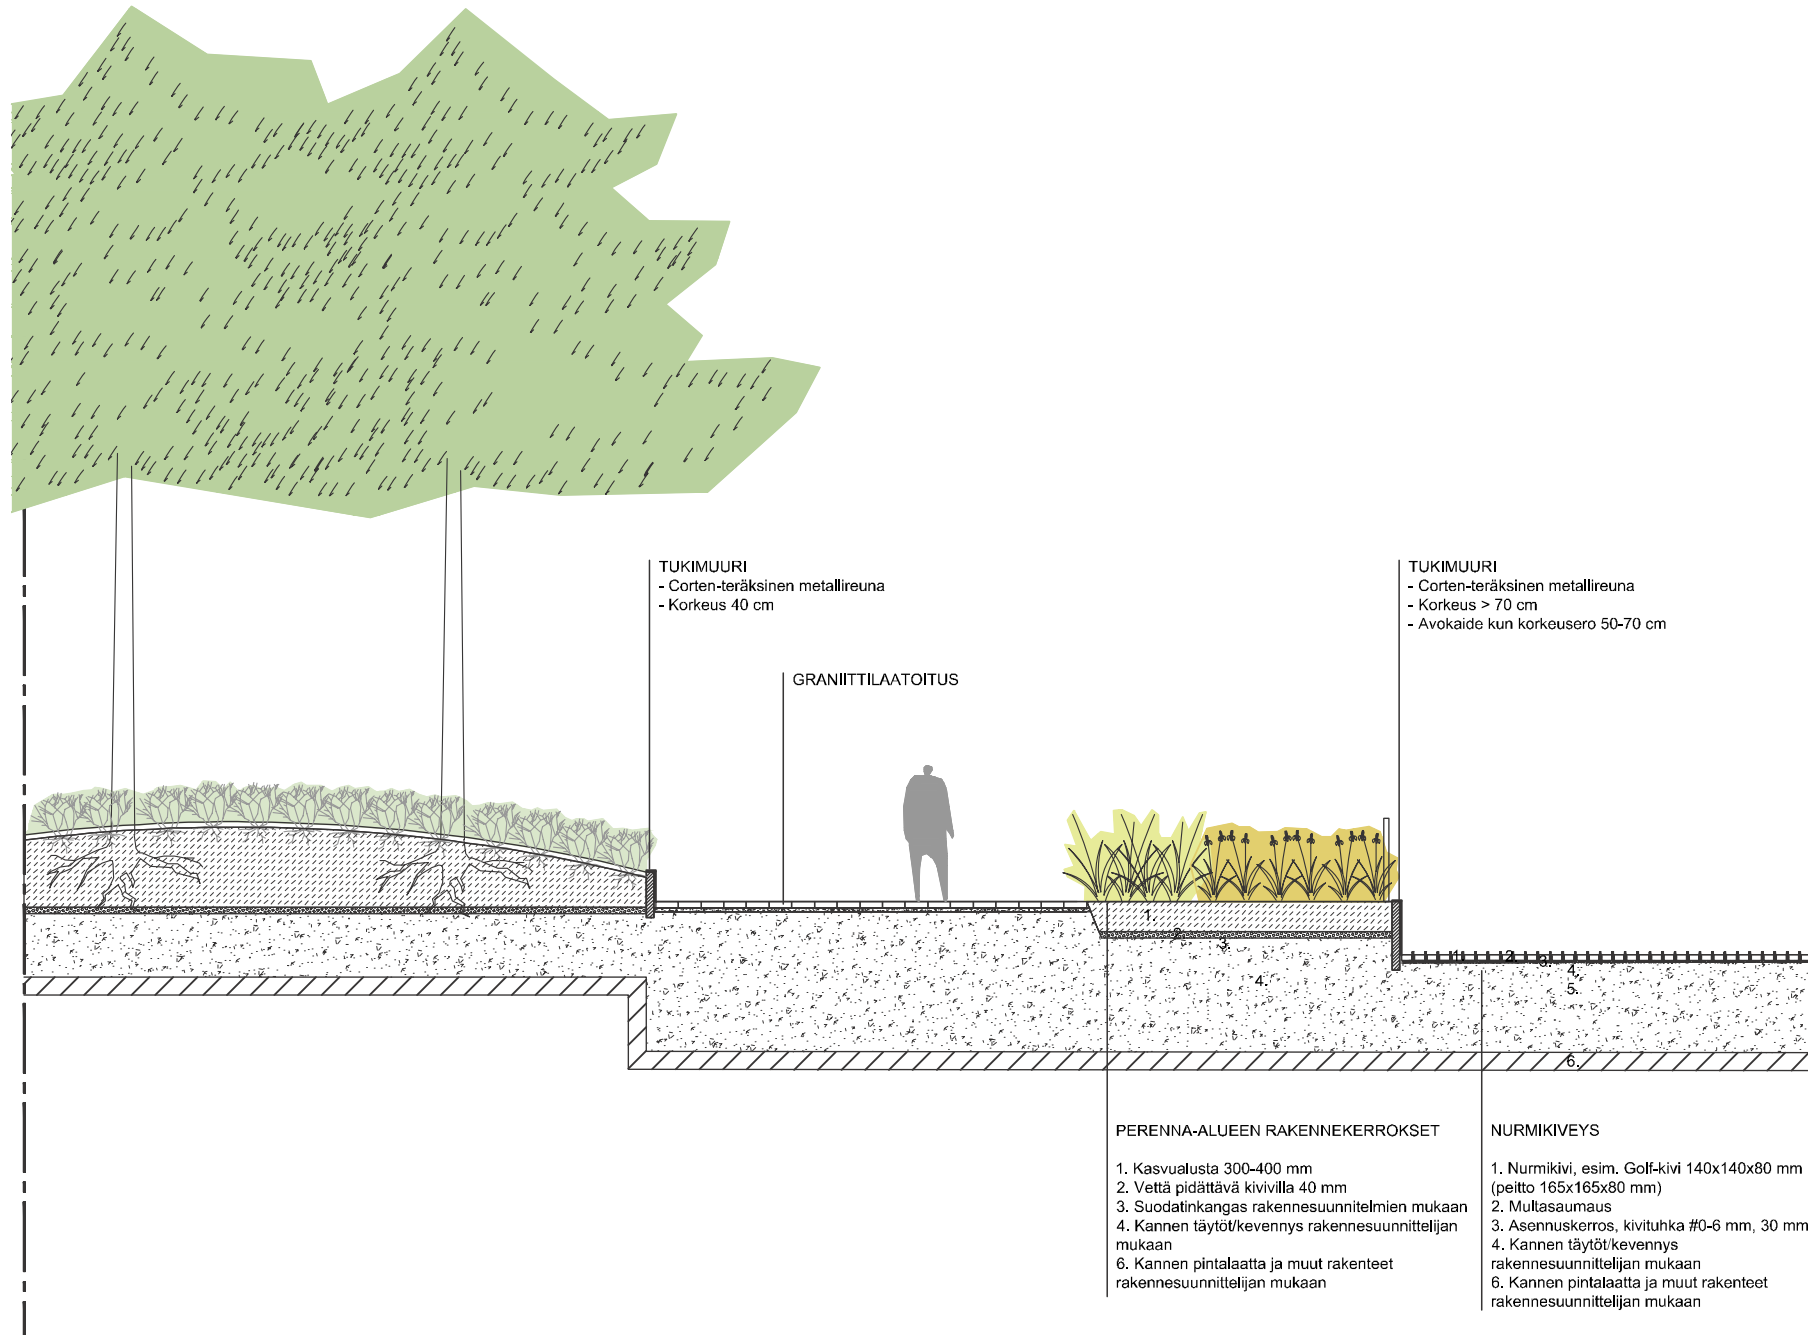 TUKIMUURI
- Corten-teräksinen metallireuna
- Korkeus 40 cm
TUKIMUURI
- Corten-teräksinen metallireuna
- Korkeus > 70 cm
- Avokaide kun korkeusero 50-70 cm
GRANIITTILAATOITUS
1.
2.
3.
4.
1.
2.
3.
4.
5.
6.
PERENNA-ALUEEN RAKENNEKERROKSET
1. Kasvualusta 300-400 mm
2. Vettä pidättävä kivivilla 40 mm
3. Suodatinkangas rakennesuunnitelmien mukaan
4. Kannen täytöt/kevennys rakennesuunnittelijan
mukaan
6. Kannen pintalaatta ja muut rakenteet
rakennesuunnittelijan mukaan
NURMIKIVEYS
1. Nurmikivi, esim. Golf-kivi 140x140x80 mm
(peitto 165x165x80 mm)
2. Multasaumaus
3. Asennuskerros, kivituhka #0-6 mm, 30 mm
4. Kannen täytöt/kevennys
rakennesuunnittelijan mukaan
6. Kannen pintalaatta ja muut rakenteet
rakennesuunnittelijan mukaan